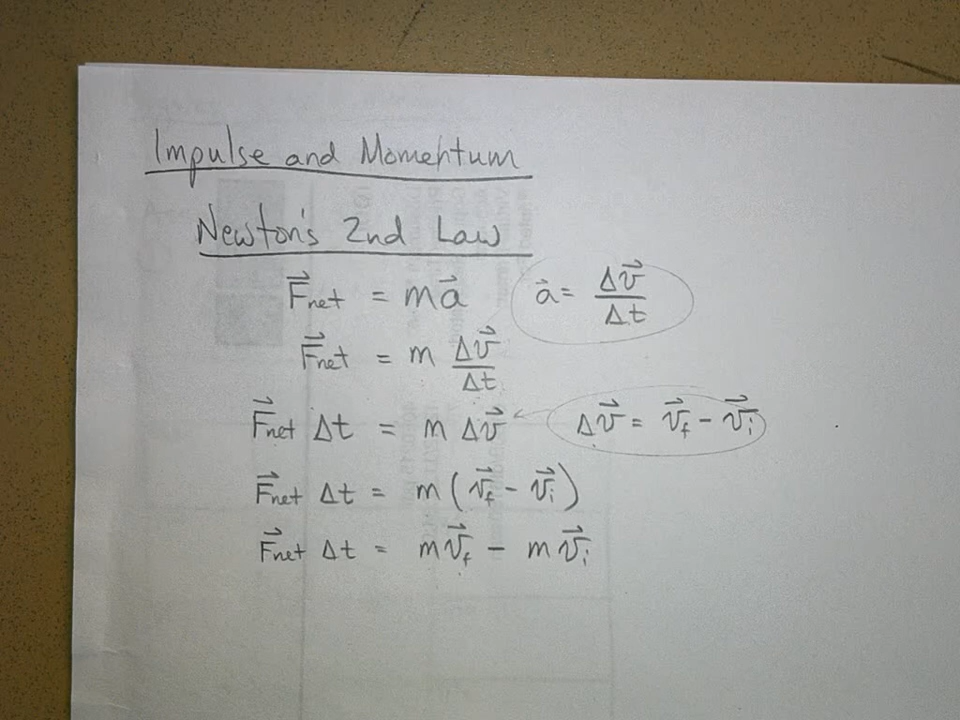 Impulse and Momentum
Newton's 2nd Law
F⃗net = ma⃗    a⃗ = Δv⃗/Δt
F⃗net = m Δv⃗/Δt
F⃗net Δt = m Δv⃗    Δv⃗ = v⃗f - v⃗i
F⃗net Δt = m(v⃗f - v⃗i)
F⃗net Δt = mv⃗f - mv⃗i